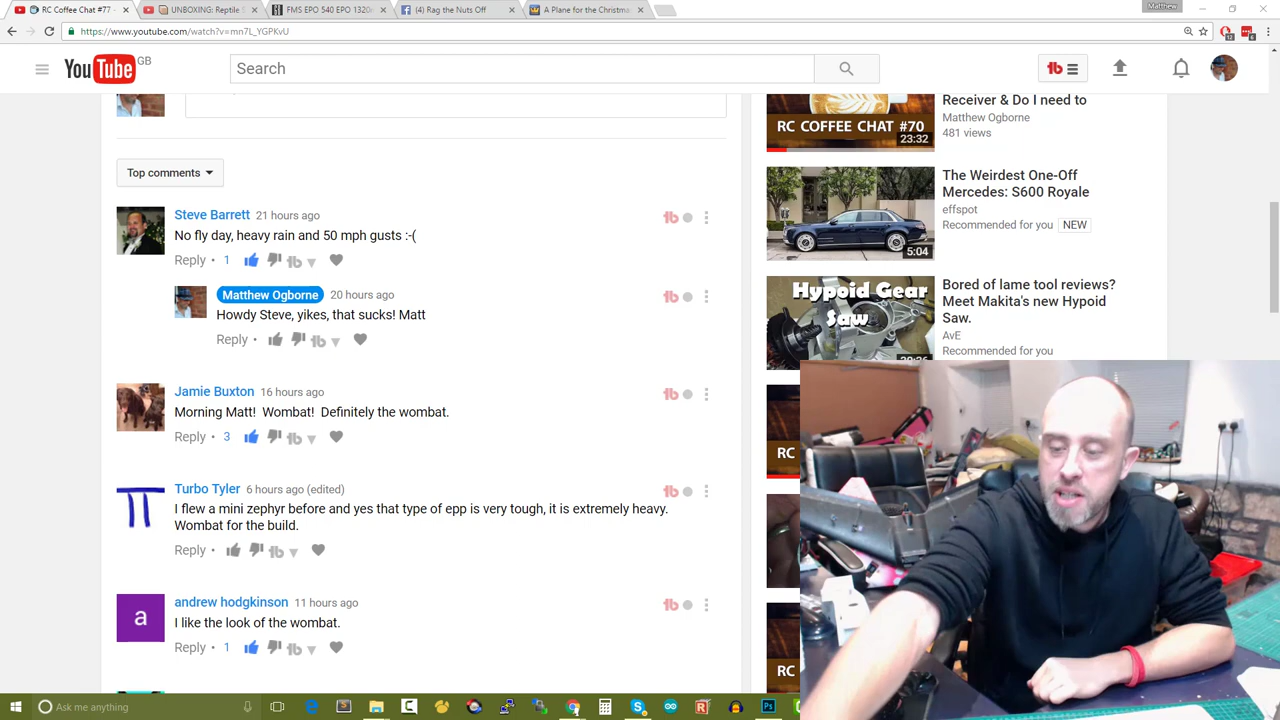 Matthew
RC Coffee Chat #77 -
UNBOXING: Reptile S
FMS EPO 540 EPO 1320
(4) Rag the Nuts Off
A Plane for the Christma
https://www.youtube.com/watch?v=mn7L_YGPKvU
YouTube GB
Search
tb
Top comments
Steve Barrett 21 hours ago
No fly day, heavy rain and 50 mph gusts :-(
Reply • 1
Matthew Ogborne 20 hours ago
Howdy Steve, yikes, that sucks! Matt
Reply •
Jamie Buxton 16 hours ago
Morning Matt! Wombat! Definitely the wombat.
Reply • 3
Turbo Tyler 6 hours ago (edited)
I flew a mini zephyr before and yes that type of epp is very tough, it is extremely heavy.
Wombat for the build.
Reply •
a
andrew hodgkinson 11 hours ago
I like the look of the wombat.
Reply • 1
RC COFFEE CHAT #70
23:32
Receiver & Do I need to
Matthew Ogborne
481 views
5:04
The Weirdest One-Off
Mercedes: S600 Royale
effspot
Recommended for you NEW
Hypoid Gear
Saw
Bored of lame tool reviews?
Meet Makita's new Hypoid
Saw.
AvE
Recommended for you
RC
RC
Ask me anything